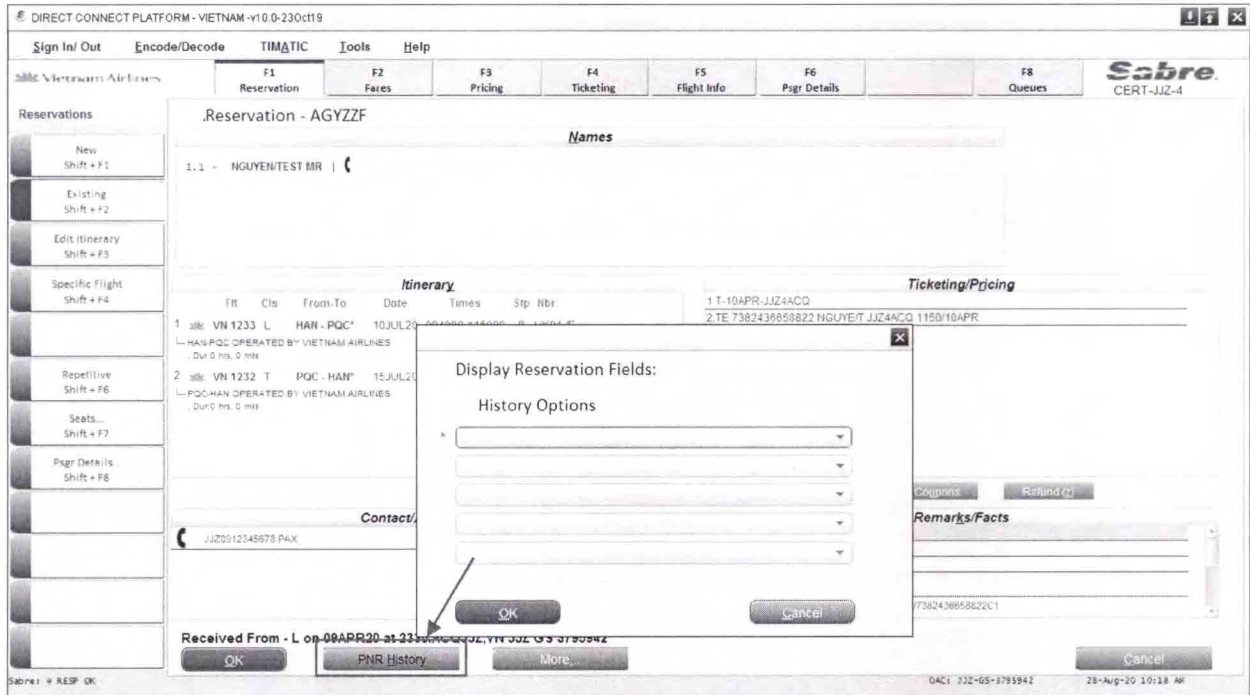 DIRECT CONNECT PLATFORM - VIETNAM -v10.0-23Oct19
Sign In/ Out Encode/Decode TIMATIC Tools Help
Vietnam Airlines
F1 Reservation
F2 Fares
F3 Pricing
F4 Ticketing
F5 Flight Info
F6 Psgr Details
F8 Queues
Sabre.
CERT-JJZ-4
Reservations
New
Shift + F1
Existing
Shift + F2
Edit Itinerary
Shift + F3
Specific Flight
Shift + F4
Repetitive
Shift + F6
Seats...
Shift + F7
Psgr Details
Shift + F8
.Reservation - AGYZZF
Names
1.1 - NGUYEN/TEST MR |
Itinerary
Flt Cls From-To Date Times Stp Nbr
1 VN 1233 L HAN - PQC* 10JUL20
HAN-PQC OPERATED BY VIETNAM AIRLINES
. Dur:0 hrs, 0 mls
2 VN 1232 T PQC - HAN* 15JUL20
PQC-HAN OPERATED BY VIETNAM AIRLINES
. Dur:0 hrs, 0 mls
Ticketing/Pricing
1 T-10APR-JJZ4ACQ
2.TE 7382436658822 NGUYE/T JJZ4ACQ 1150/10APR
Display Reservation Fields:
History Options
*
OK Cancel
Coupons Refund
Contact/
JJZ0912345678 PAX
Remarks/Facts
/7382436658822C1
Received From - L on 09APR20 at
OK PNR History More... Cancel
Sabre: # RESP OK
OAC: JJZ-GS-3795942 28-Aug-20 10:18 AM